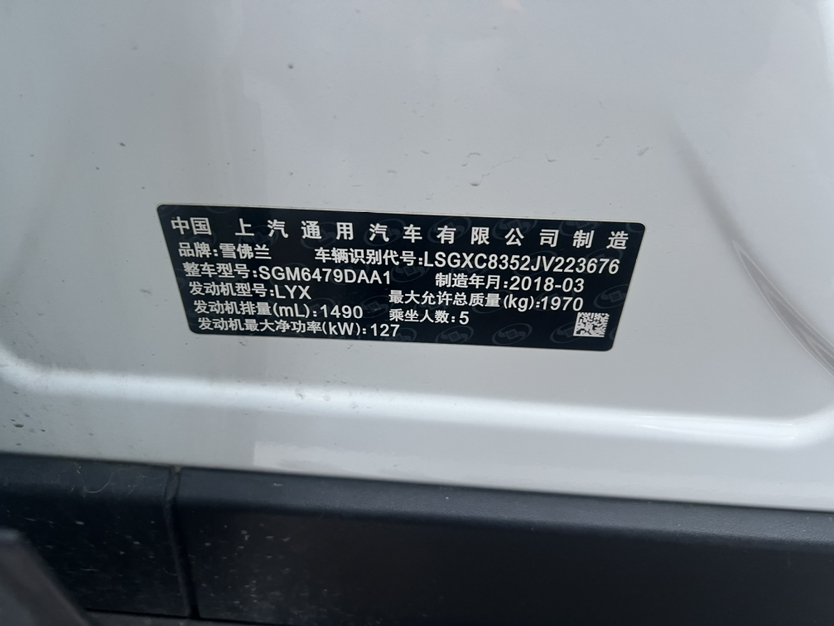 中国 上汽通用汽车有限公司制造
品牌:雪佛兰 车辆识别代号:LSGXC8352JV223676
整车型号:SGM6479DAA1 制造年月:2018-03
发动机型号:LYX 最大允许总质量(kg):1970
发动机排量(mL):1490 乘坐人数:5
发动机最大净功率(kW):127